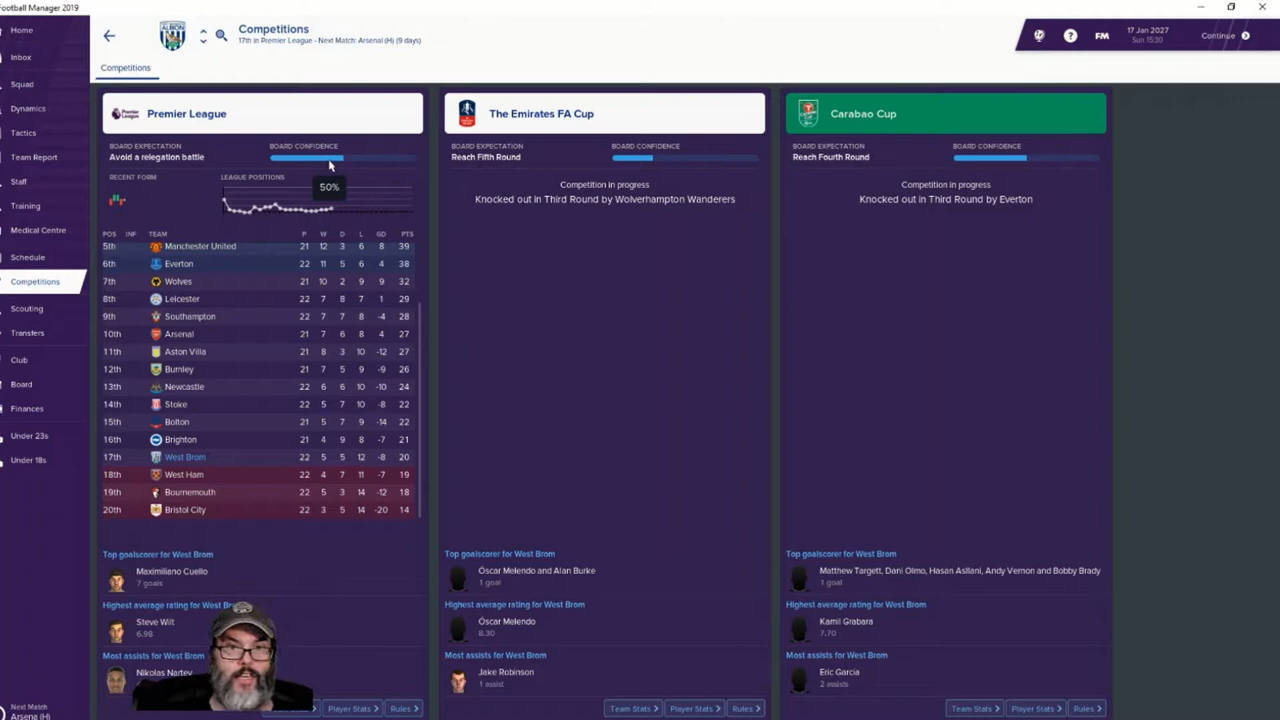 Football Manager 2019
Home
Inbox
Squad
Dynamics
Tactics
Team Report
Staff
Training
Medical Centre
Schedule
Competitions
Scouting
Transfers
Club
Board
Finances
Under 23s
Under 18s
Next Match
Arsenal (H)
ALBION
Competitions
17th in Premier League - Next Match: Arsenal (H) (9 days)
FM
17 Jan 2027
Sun 15:30
Continue
Competitions
Premier League
Premier League
BOARD EXPECTATION BOARD CONFIDENCE
Avoid a relegation battle
50%
RECENT FORM LEAGUE POSITIONS
POS INF TEAM P W D L GD PTS
5th Manchester United 21 12 3 6 8 39
6th Everton 22 11 5 6 4 38
7th Wolves 21 10 2 9 9 32
8th Leicester 22 7 8 7 1 29
9th Southampton 22 7 7 8 -4 28
10th Arsenal 21 7 6 8 4 27
11th Aston Villa 21 8 3 10 -12 27
12th Burnley 21 7 5 9 -9 26
13th Newcastle 22 6 6 10 -10 24
14th Stoke 22 5 7 10 -8 22
15th Bolton 21 5 7 9 -14 22
16th Brighton 21 4 9 8 -7 21
17th West Brom 22 5 5 12 -8 20
18th West Ham 22 4 7 11 -7 19
19th Bournemouth 22 5 3 14 -12 18
20th Bristol City 22 3 5 14 -20 14
Top goalscorer for West Brom
Maximiliano Cuello
7 goals
Highest average rating for West Bro
Steve Wilt
6.98
Most assists for West Brom
Nikolas Nartey
Player Stats
Rules
The Emirates FA Cup
BOARD EXPECTATION BOARD CONFIDENCE
Reach Fifth Round
Competition in progress
Knocked out in Third Round by Wolverhampton Wanderers
Top goalscorer for West Brom
Óscar Melendo and Alan Burke
1 goal
Highest average rating for West Brom
Óscar Melendo
8.30
Most assists for West Brom
Jake Robinson
1 assist
Team Stats
Player Stats
Rules
Carabao Cup
BOARD EXPECTATION BOARD CONFIDENCE
Reach Fourth Round
Competition in progress
Knocked out in Third Round by Everton
Top goalscorer for West Brom
Matthew Targett, Dani Olmo, Hasan Asllani, Andy Vernon and Bobby Brady
1 goal
Highest average rating for West Brom
Kamil Grabara
7.70
Most assists for West Brom
Eric García
2 assists
Team Stats
Player Stats
Rules